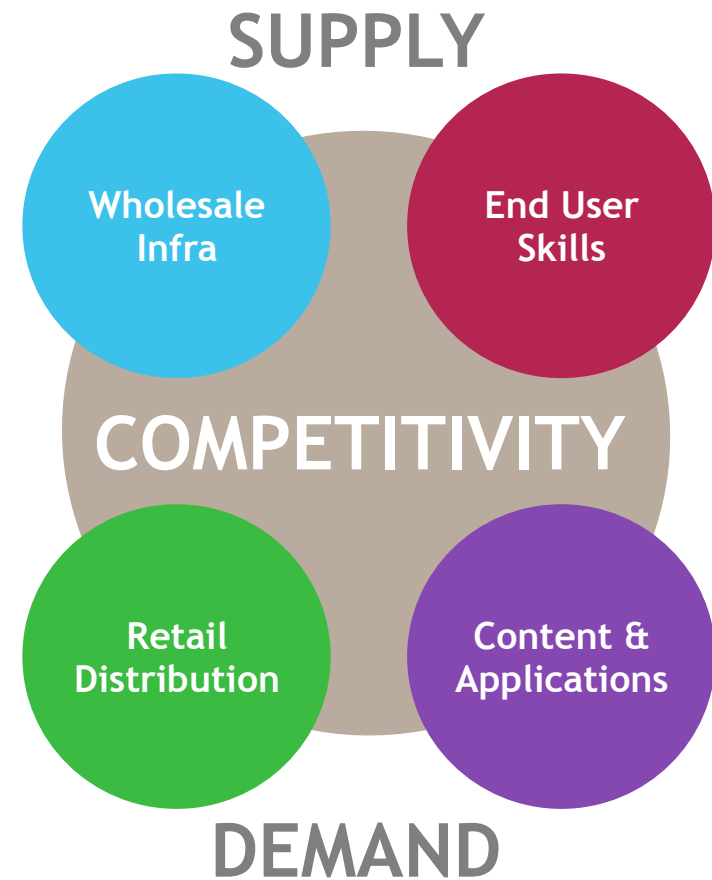 SUPPLY
Wholesale
Infra
End User
Skills
COMPETITIVITY
Retail
Distribution
Content &
Applications
DEMAND